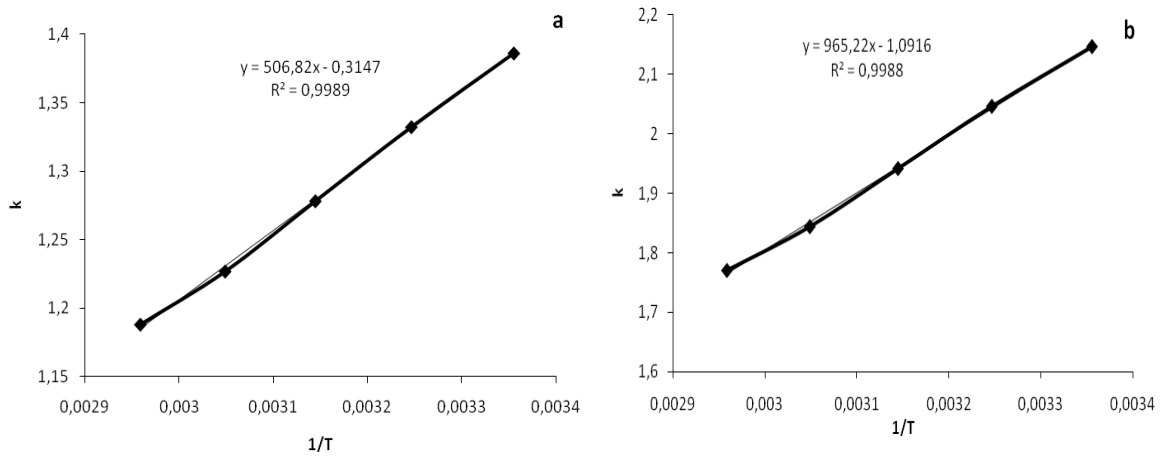 a
1,4
1,35
1,3
1,25
1,2
1,15
k
y = 506,82x - 0,3147
R² = 0,9989
0,0029 0,003 0,0031 0,0032 0,0033 0,0034
1/T
b
2,2
2,1
2
1,9
1,8
1,7
1,6
k
y = 965,22x - 1,0916
R² = 0,9988
0,0029 0,003 0,0031 0,0032 0,0033 0,0034
1/T